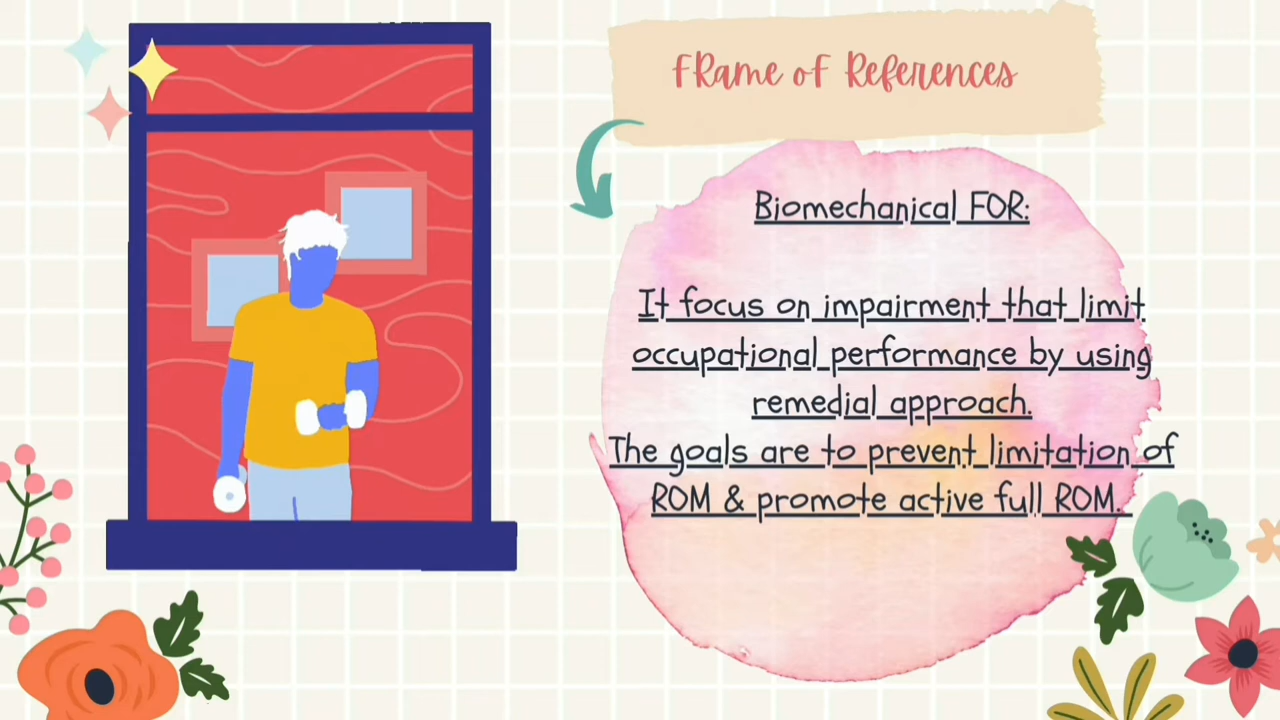 Frame of References
Biomechanical FOR:
It focus on impairment that limit
occupational performance by using
remedial approach.
The goals are to prevent limitation of
ROM & promote active full ROM.